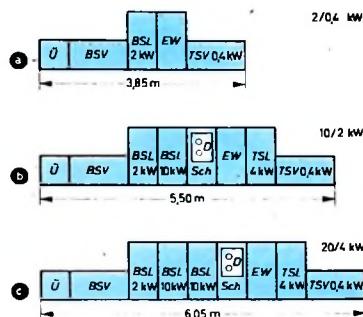 2/0,4 kW
a
Ü BSV BSL 2 kW EW TSV 0,4 kW
3,85 m
10/2 kW
b
Ü BSV BSL 2 kW BSL 10 kW D Sch EW TSL 4 kW TSV 0,4 kW
5,50 m
20/4 kW
c
Ü BSV BSL 2 kW BSL 10 kW BSL 10 kW D Sch EW TSL 4 kW TSV 0,4 kW
6,05 m